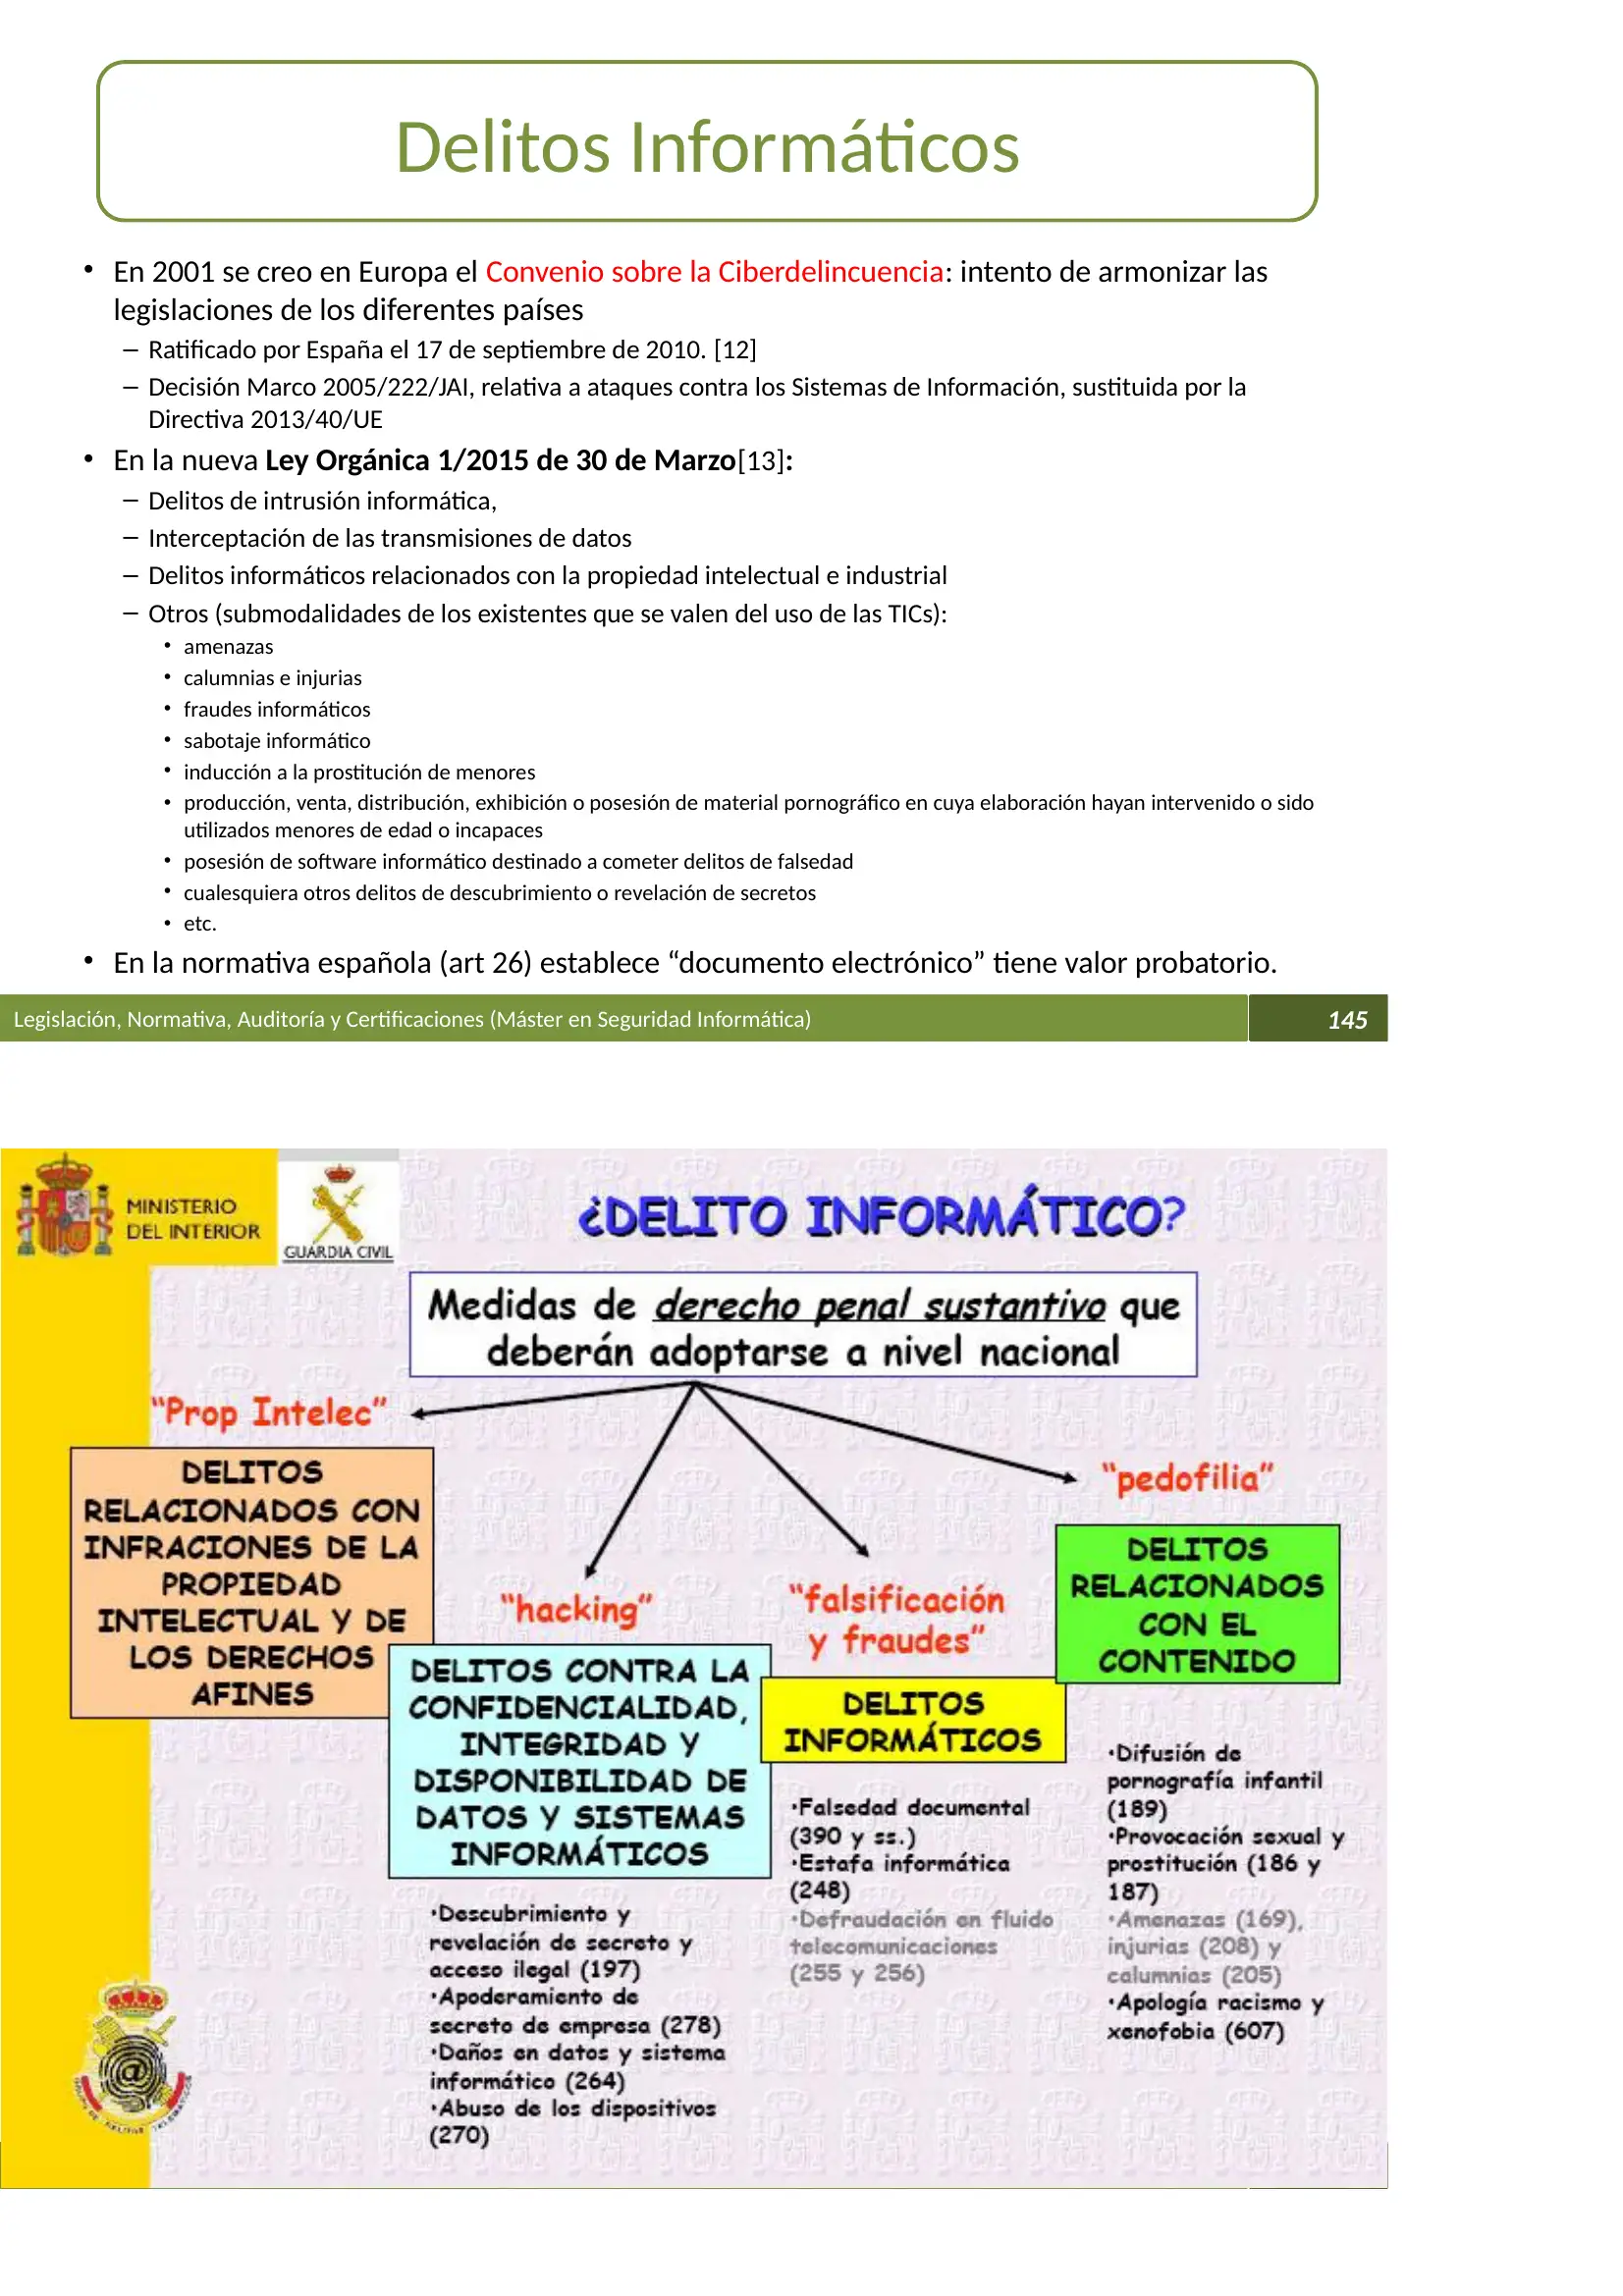 Delitos Informáticos
• En 2001 se creo en Europa el Convenio sobre la Ciberdelincuencia: intento de armonizar las
legislaciones de los diferentes países
– Ratificado por España el 17 de septiembre de 2010. [12]
– Decisión Marco 2005/222/JAI, relativa a ataques contra los Sistemas de Información, sustituida por la
Directiva 2013/40/UE
• En la nueva Ley Orgánica 1/2015 de 30 de Marzo[13]:
– Delitos de intrusión informática,
– Interceptación de las transmisiones de datos
– Delitos informáticos relacionados con la propiedad intelectual e industrial
– Otros (submodalidades de los existentes que se valen del uso de las TICs):
• amenazas
• calumnias e injurias
• fraudes informáticos
• sabotaje informático
• inducción a la prostitución de menores
• producción, venta, distribución, exhibición o posesión de material pornográfico en cuya elaboración hayan intervenido o sido
utilizados menores de edad o incapaces
• posesión de software informático destinado a cometer delitos de falsedad
• cualesquiera otros delitos de descubrimiento o revelación de secretos
• etc.
• En la normativa española (art 26) establece “documento electrónico” tiene valor probatorio.
Legislación, Normativa, Auditoría y Certificaciones (Máster en Seguridad Informática)
145
MINISTERIO
DEL INTERIOR
GUARDIA CIVIL
¿DELITO INFORMÁTICO?
Medidas de derecho penal sustantivo que
deberán adoptarse a nivel nacional
“Prop Intelec”
DELITOS
RELACIONADOS CON
INFRACIONES DE LA
PROPIEDAD
INTELECTUAL Y DE
LOS DERECHOS
AFINES
“hacking”
DELITOS CONTRA LA
CONFIDENCIALIDAD,
INTEGRIDAD Y
DISPONIBILIDAD DE
DATOS Y SISTEMAS
INFORMÁTICOS
•Descubrimiento y
revelación de secreto y
acceso ilegal (197)
•Apoderamiento de
secreto de empresa (278)
•Daños en datos y sistema
informático (264)
•Abuso de los dispositivos
(270)
“falsificación
y fraudes”
DELITOS
INFORMÁTICOS
•Falsedad documental
(390 y ss.)
•Estafa informática
(248)
•Defraudación en fluido
telecomunicaciones
(255 y 256)
“pedofilia”
DELITOS
RELACIONADOS
CON EL
CONTENIDO
•Difusión de
pornografía infantil
(189)
•Provocación sexual y
prostitución (186 y
187)
•Amenazas (169),
injurias (208) y
calumnias (205)
•Apología racismo y
xenofobia (607)